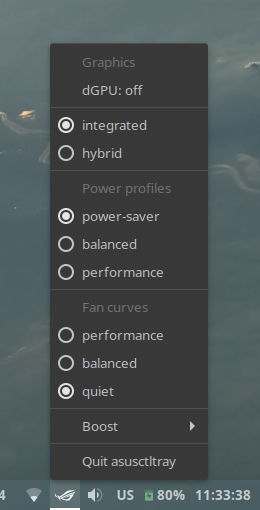 Graphics
dGPU: off
integrated
hybrid
Power profiles
power-saver
balanced
performance
Fan curves
performance
balanced
quiet
Boost
Quit asusctltray
4 US 80% 11:33:38